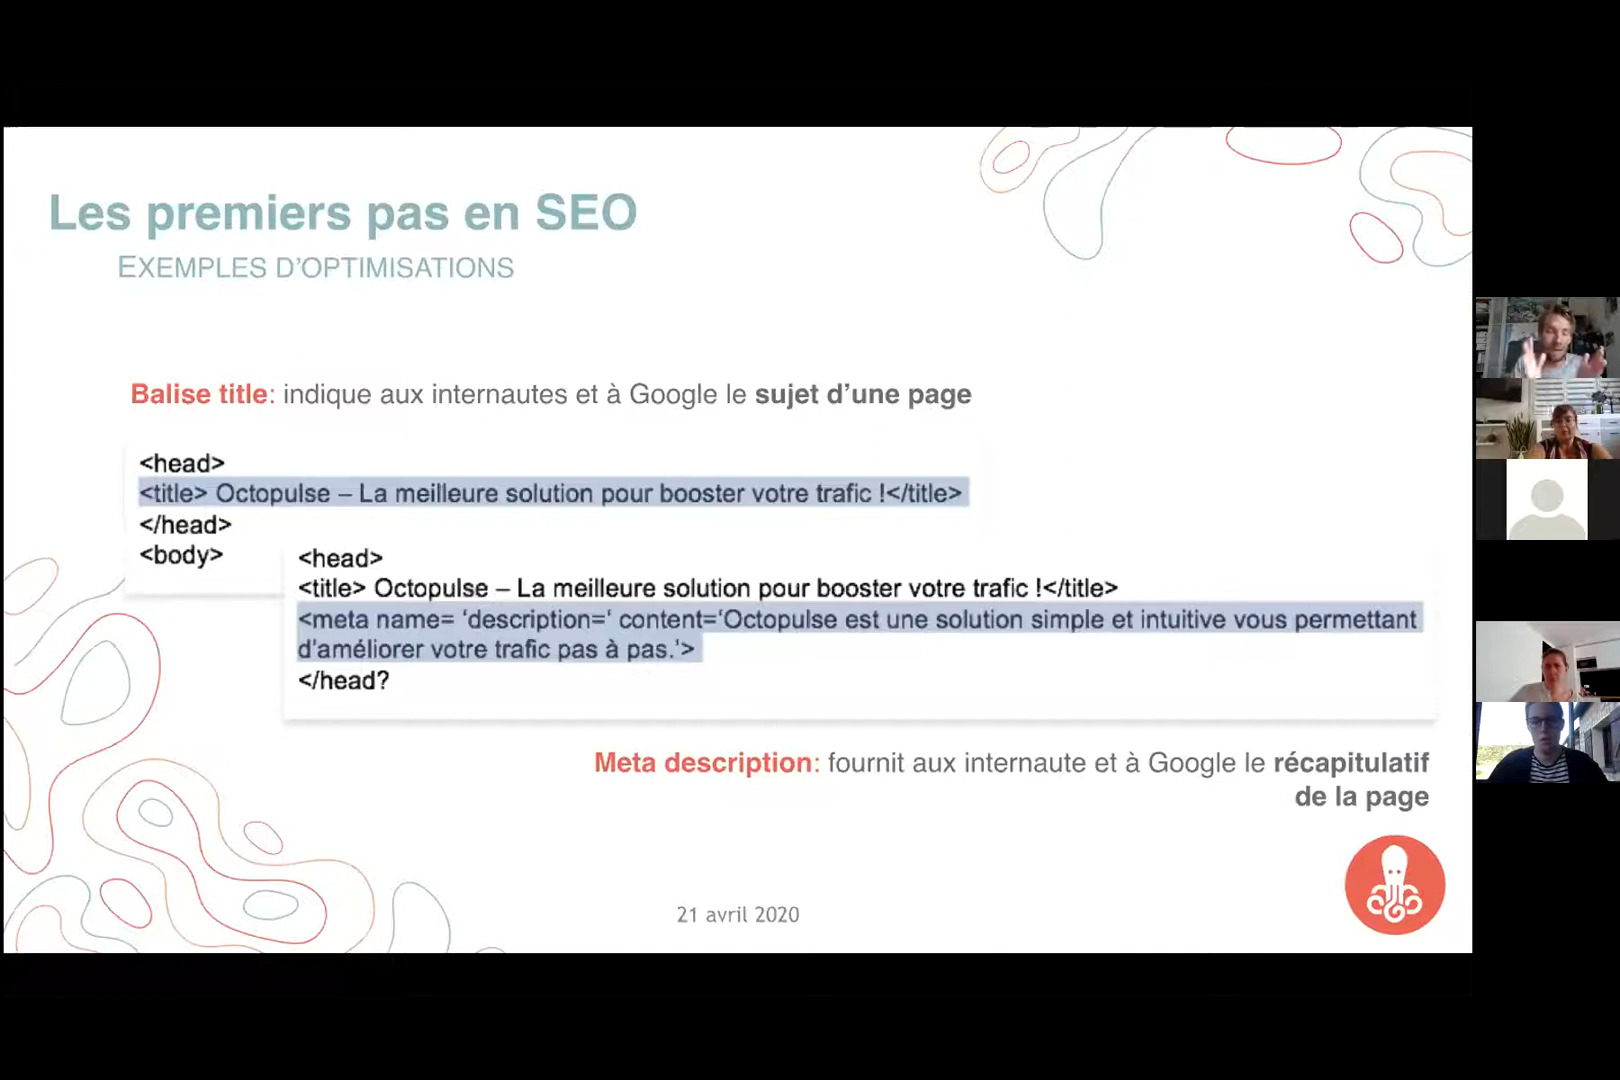 Les premiers pas en SEO
EXEMPLES D'OPTIMISATIONS
Balise title: indique aux internautes et à Google le sujet d'une page
<head>
<title> Octopulse – La meilleure solution pour booster votre trafic !</title>
</head>
<body>
<head>
<title> Octopulse – La meilleure solution pour booster votre trafic !</title>
<meta name= ‘description=‘ content=‘Octopulse est une solution simple et intuitive vous permettant
d'améliorer votre trafic pas à pas.’>
</head?
Meta description: fournit aux internaute et à Google le récapitulatif
de la page
21 avril 2020